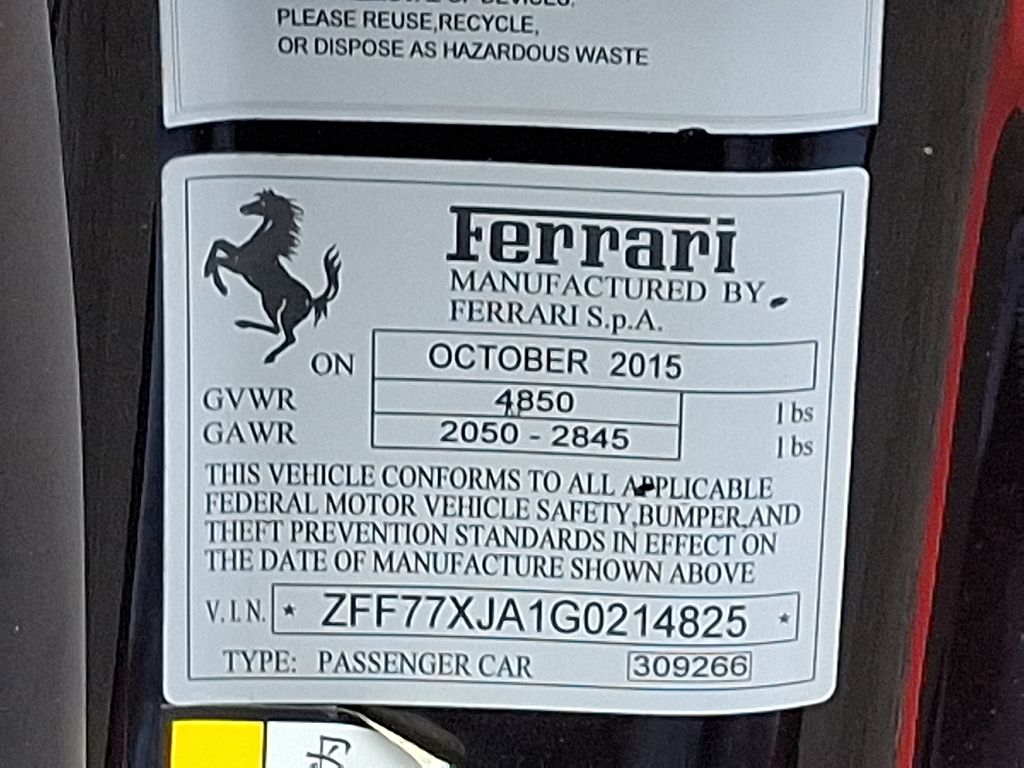 PLEASE REUSE,RECYCLE,
OR DISPOSE AS HAZARDOUS WASTE
Ferrari
MANUFACTURED BY
FERRARI S.p.A.
ON OCTOBER 2015
GVWR 4850 lbs
GAWR 2050 - 2845 lbs
THIS VEHICLE CONFORMS TO ALL APPLICABLE
FEDERAL MOTOR VEHICLE SAFETY,BUMPER,AND
THEFT PREVENTION STANDARDS IN EFFECT ON
THE DATE OF MANUFACTURE SHOWN ABOVE
V.I.N. * ZFF77XJA1G0214825 *
TYPE: PASSENGER CAR 309266